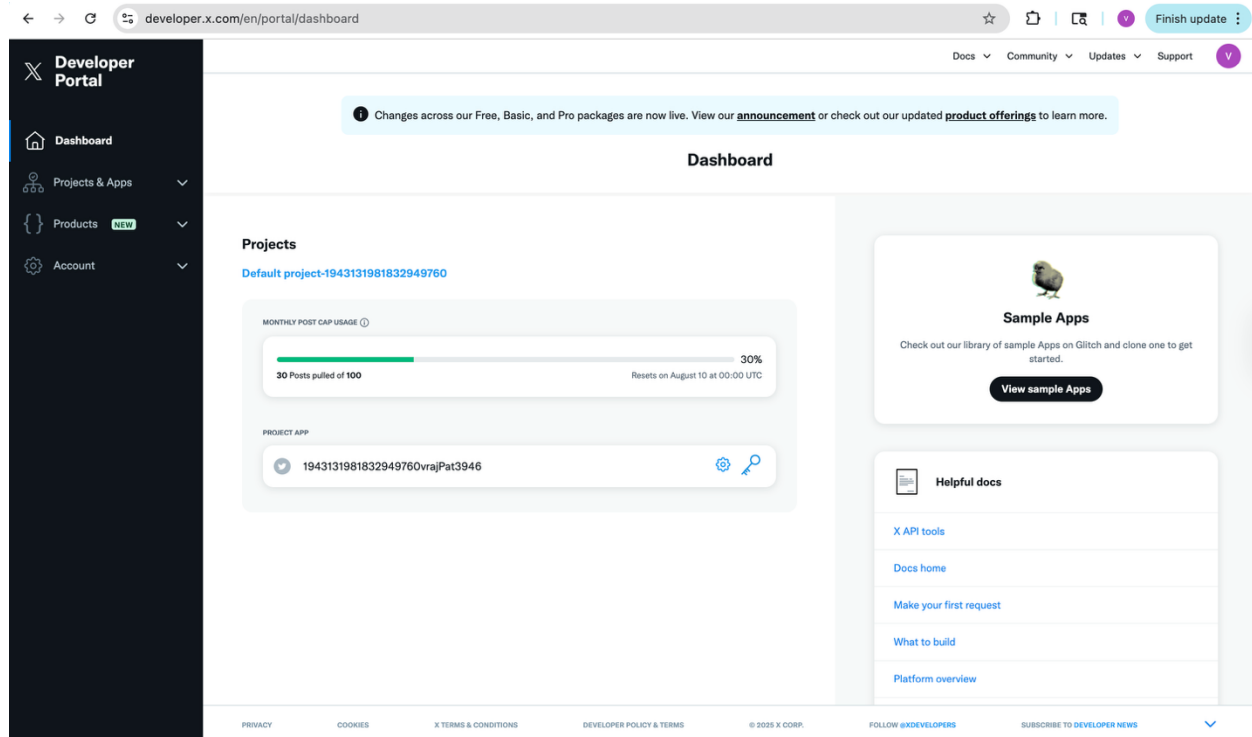 developer.x.com/en/portal/dashboard
Finish update
V
Developer
Portal
Docs
Community
Updates
Support
V
Dashboard
Projects & Apps
Products NEW
Account
Changes across our Free, Basic, and Pro packages are now live. View our announcement or check out our updated product offerings to learn more.
Dashboard
Projects
Default project-1943131981832949760
MONTHLY POST CAP USAGE
30%
30 Posts pulled of 100
Resets on August 10 at 00:00 UTC
PROJECT APP
1943131981832949760vrajPat3946
Sample Apps
Check out our library of sample Apps on Glitch and clone one to get
started.
View sample Apps
Helpful docs
X API tools
Docs home
Make your first request
What to build
Platform overview
PRIVACY
COOKIES
X TERMS & CONDITIONS
DEVELOPER POLICY & TERMS
© 2025 X CORP.
FOLLOW @XDEVELOPERS
SUBSCRIBE TO DEVELOPER NEWS